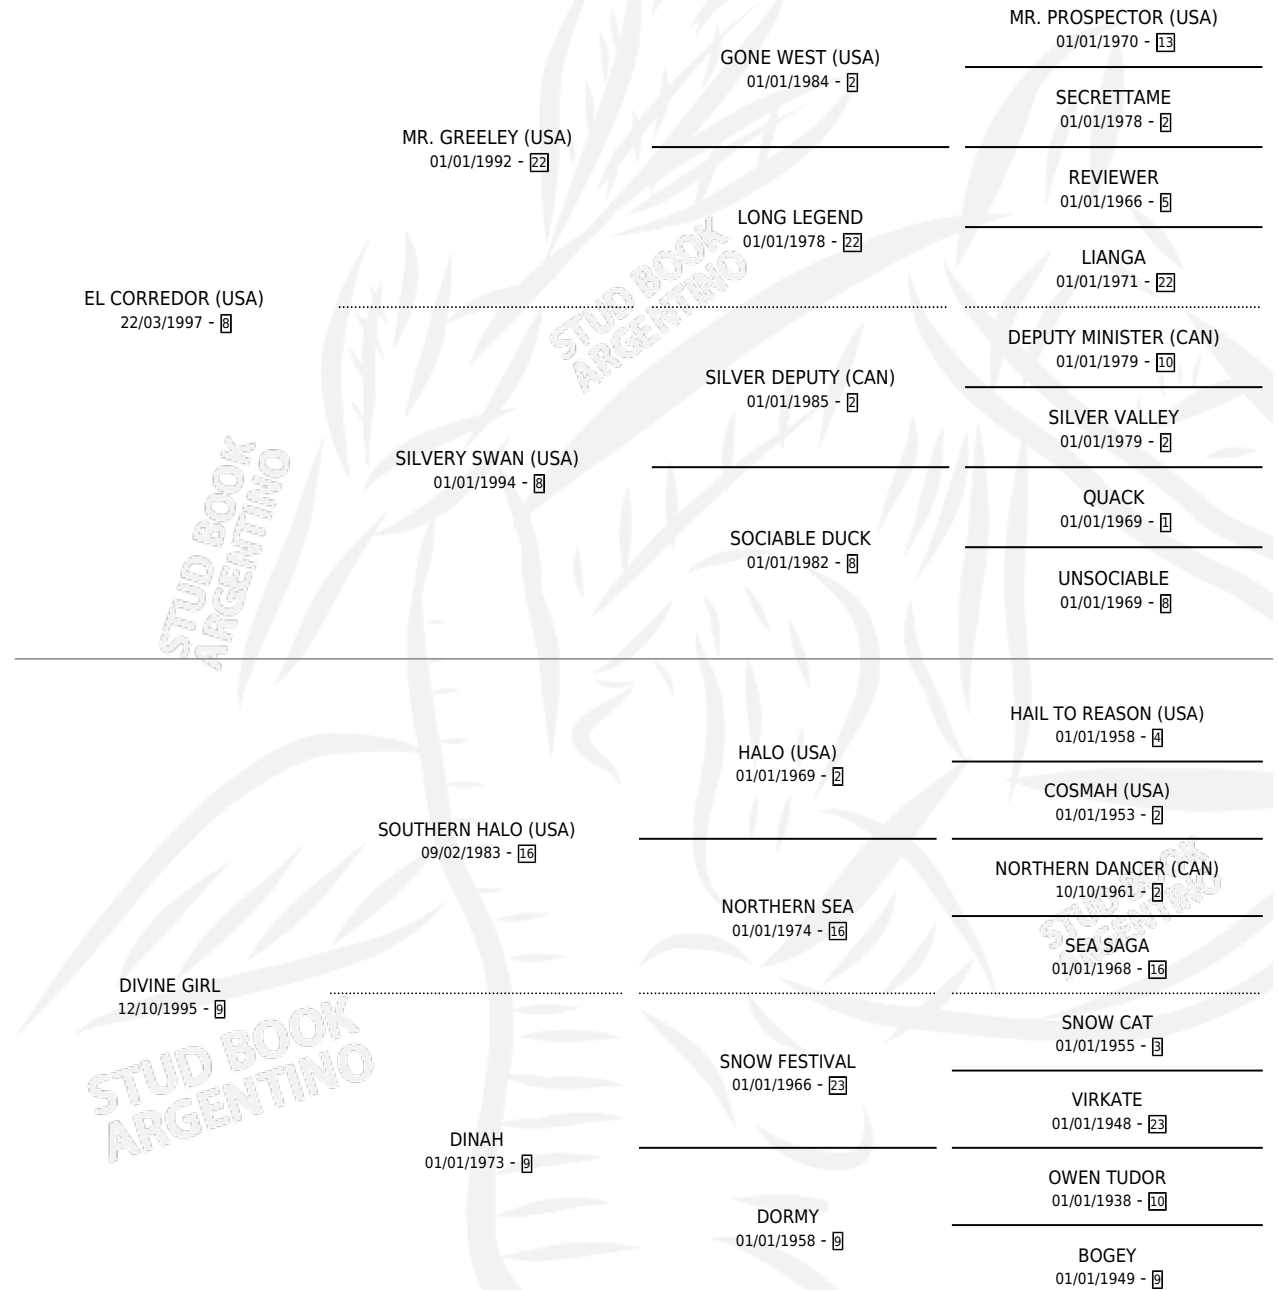 MR. PROSPECTOR (USA)
01/01/1970 - 13
GONE WEST (USA)
01/01/1984 - 2
SECRETTAME
01/01/1978 - 2
MR. GREELEY (USA)
01/01/1992 - 22
REVIEWER
01/01/1966 - 5
LONG LEGEND
01/01/1978 - 22
LIANGA
01/01/1971 - 22
EL CORREDOR (USA)
22/03/1997 - 8
DEPUTY MINISTER (CAN)
01/01/1979 - 10
SILVER DEPUTY (CAN)
01/01/1985 - 2
SILVER VALLEY
01/01/1979 - 2
SILVERY SWAN (USA)
01/01/1994 - 8
QUACK
01/01/1969 - 1
SOCIABLE DUCK
01/01/1982 - 8
UNSOCIABLE
01/01/1969 - 8
HAIL TO REASON (USA)
01/01/1958 - 4
HALO (USA)
01/01/1969 - 2
COSMAH (USA)
01/01/1953 - 2
SOUTHERN HALO (USA)
09/02/1983 - 16
NORTHERN DANCER (CAN)
10/10/1961 - 2
NORTHERN SEA
01/01/1974 - 16
SEA SAGA
01/01/1968 - 16
DIVINE GIRL
12/10/1995 - 9
SNOW CAT
01/01/1955 - 3
SNOW FESTIVAL
01/01/1966 - 23
VIRKATE
01/01/1948 - 23
DINAH
01/01/1973 - 9
OWEN TUDOR
01/01/1938 - 10
DORMY
01/01/1958 - 9
BOGEY
01/01/1949 - 9
STUD BOOK
ARGENTINO
STUD BOOK
ARGENTINO
STUD BOOK
ARGENTINO
STUD BOOK
ARGENTINO